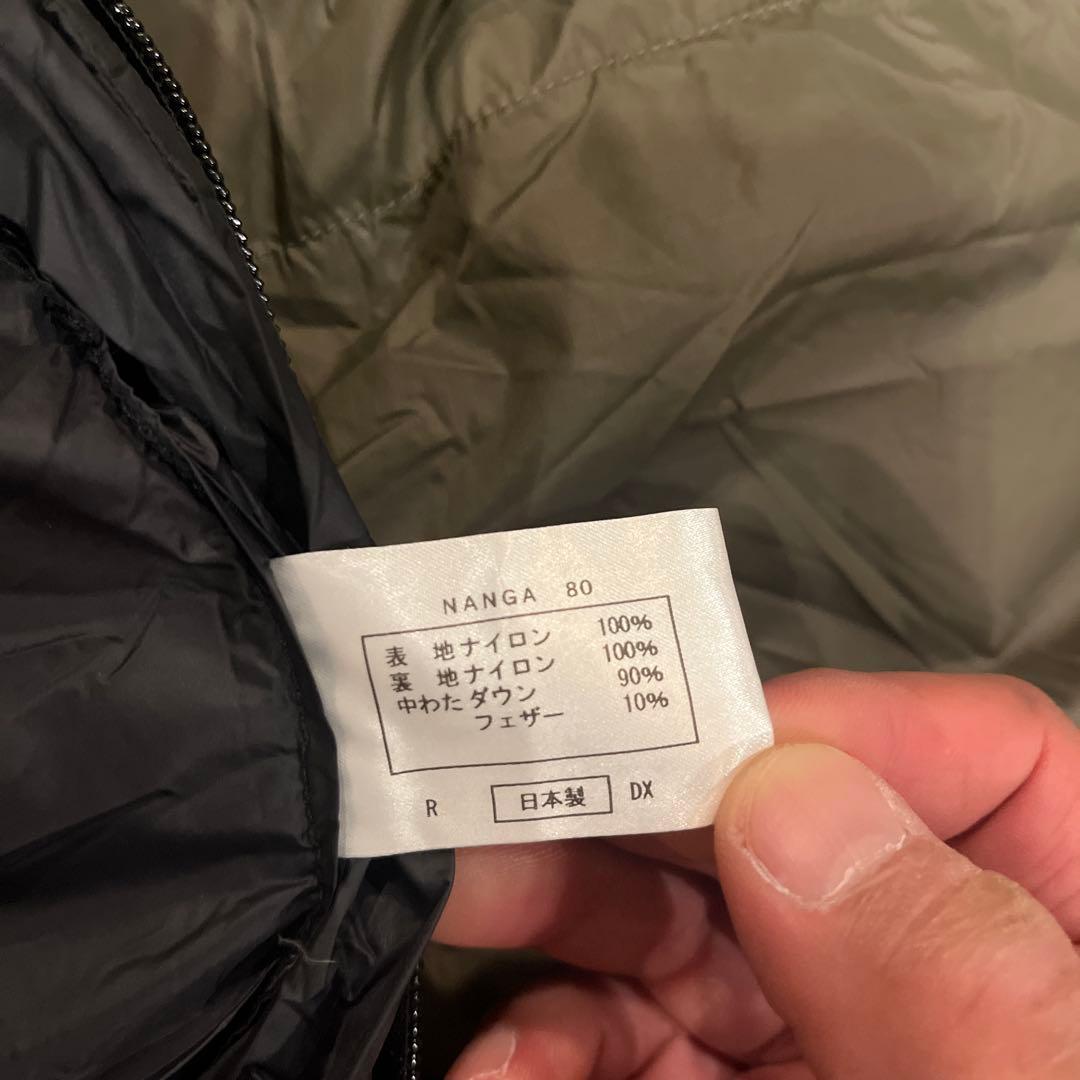 NANGA 80
表 地ナイロン 100%
裏 地ナイロン 100%
中わたダウン 90%
フェザー 10%
R 日本製 DX